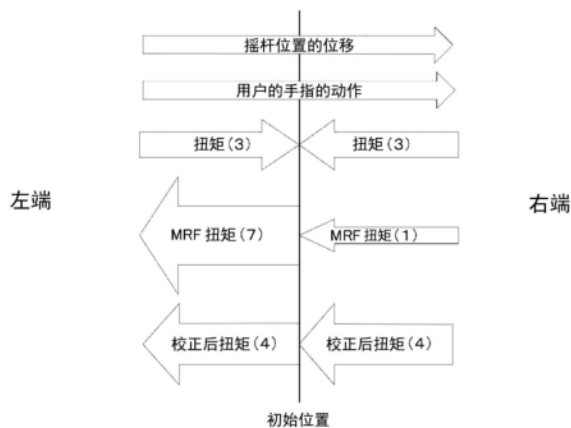 摇杆位置的位移
用户的手指的动作
扭矩(3) 扭矩(3)
左端 右端
MRF 扭矩(7) MRF 扭矩(1)
校正后扭矩(4) 校正后扭矩(4)
初始位置